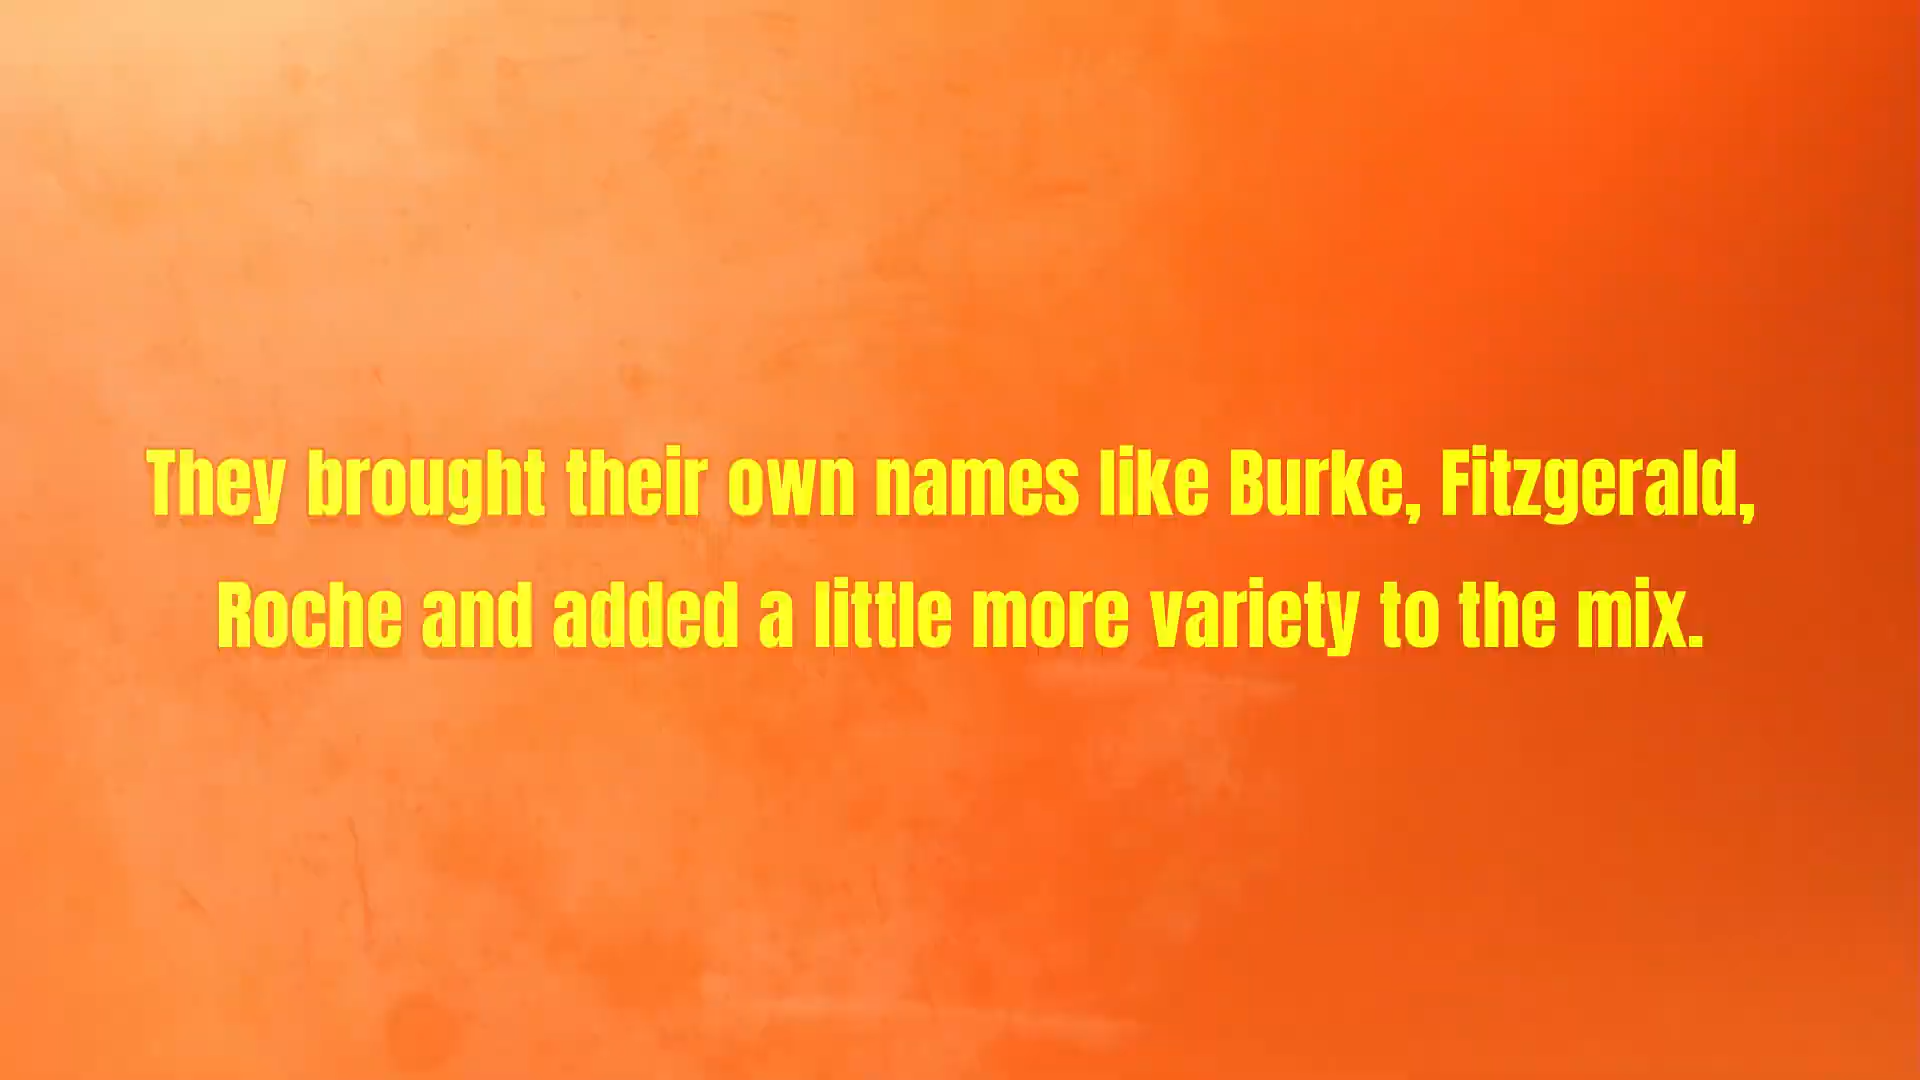 They brought their own names like Burke, Fitzgerald,
Roche and added a little more variety to the mix.